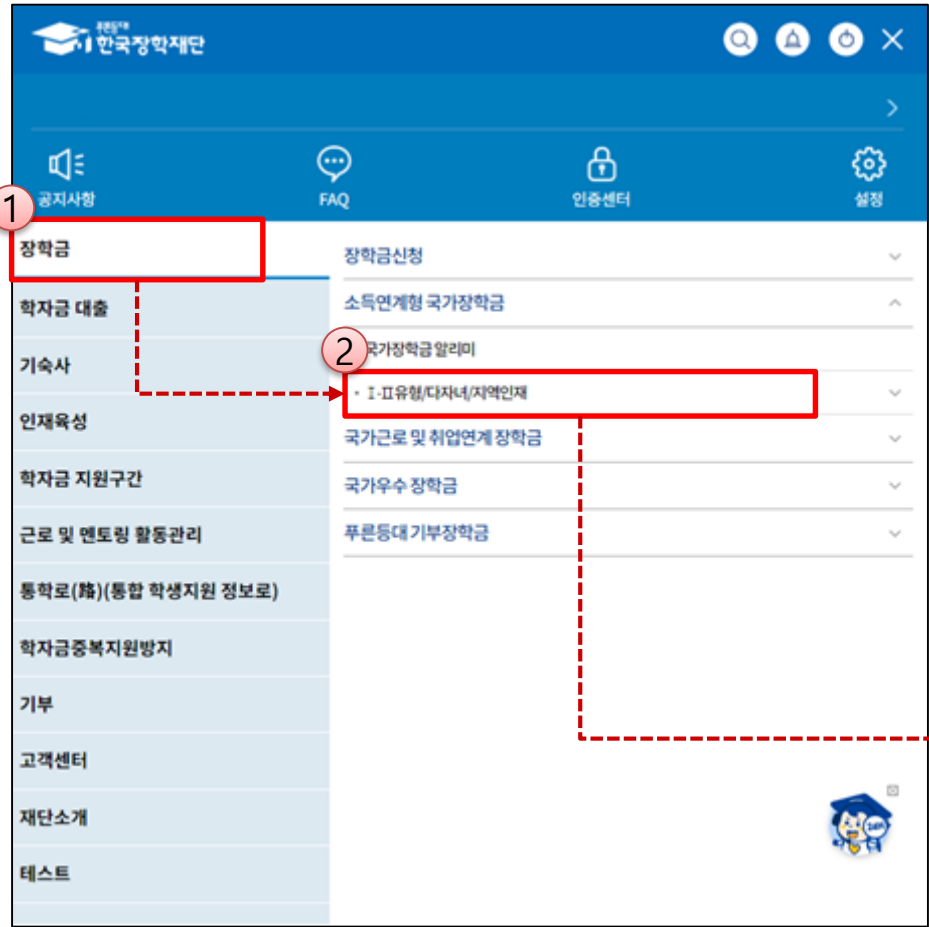 푸른등대
한국장학재단
공지사항
FAQ
인증센터
설정
1
장학금
학자금 대출
기숙사
인재육성
학자금 지원구간
근로 및 멘토링 활동관리
통학로(路)(통합 학생지원 정보로)
학자금중복지원방지
기부
고객센터
재단소개
테스트
장학금신청
소득연계형 국가장학금
2
국가장학금 알리미
• Ⅰ·Ⅱ유형/다자녀/지역인재
국가근로 및 취업연계 장학금
국가우수 장학금
푸른등대 기부장학금